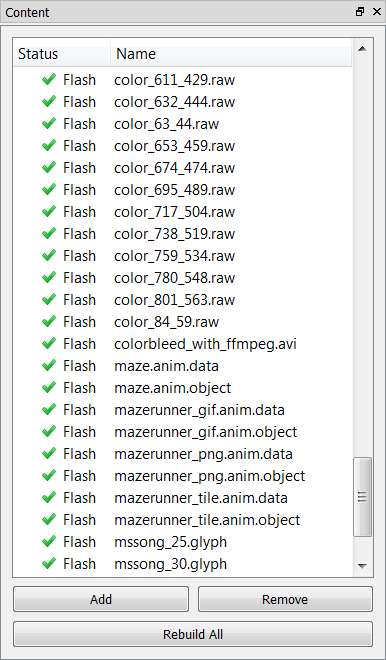 Content
Status Name
Flash color_611_429.raw
Flash color_632_444.raw
Flash color_63_44.raw
Flash color_653_459.raw
Flash color_674_474.raw
Flash color_695_489.raw
Flash color_717_504.raw
Flash color_738_519.raw
Flash color_759_534.raw
Flash color_780_548.raw
Flash color_801_563.raw
Flash color_84_59.raw
Flash colorbleed_with_ffmpeg.avi
Flash maze.anim.data
Flash maze.anim.object
Flash mazerunner_gif.anim.data
Flash mazerunner_gif.anim.object
Flash mazerunner_png.anim.data
Flash mazerunner_png.anim.object
Flash mazerunner_tile.anim.data
Flash mazerunner_tile.anim.object
Flash mssong_25.glyph
Flash mssong_30.glyph
Add Remove
Rebuild All